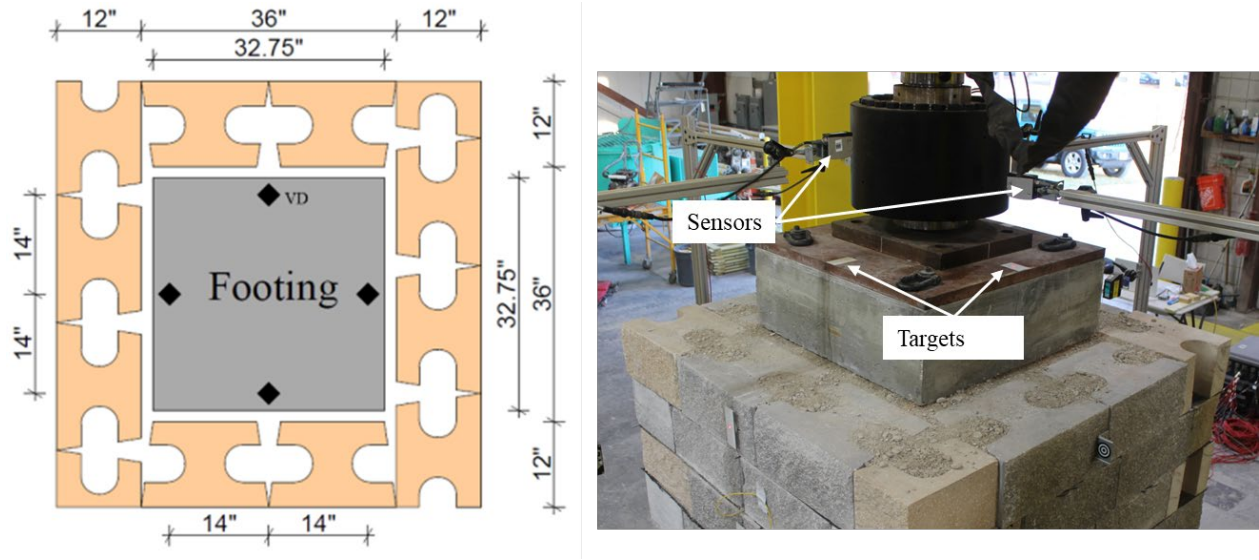 12" 36" 12"
32.75"
12"
VD
14"
Footing
32.75"
36"
14"
12"
14" 14"
Sensors
Targets